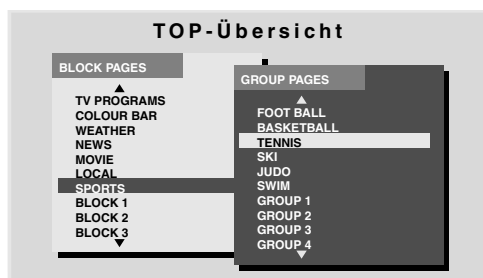 TOP-Übersicht
BLOCK PAGES
TV PROGRAMS
COLOUR BAR
WEATHER
NEWS
MOVIE
LOCAL
SPORTS
BLOCK 1
BLOCK 2
BLOCK 3
GROUP PAGES
FOOT BALL
BASKETBALL
TENNIS
SKI
JUDO
SWIM
GROUP 1
GROUP 2
GROUP 3
GROUP 4